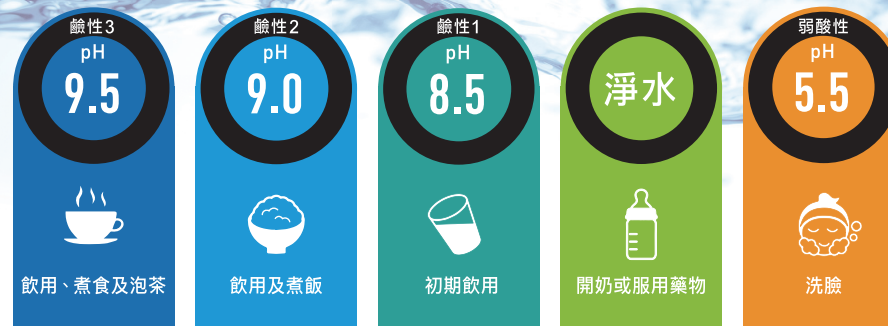 鹼性3
pH
9.5
飲用、煮食及泡茶
鹼性2
pH
9.0
飲用及煮飯
鹼性1
pH
8.5
初期飲用
淨水
開奶或服用藥物
弱酸性
pH
5.5
洗臉